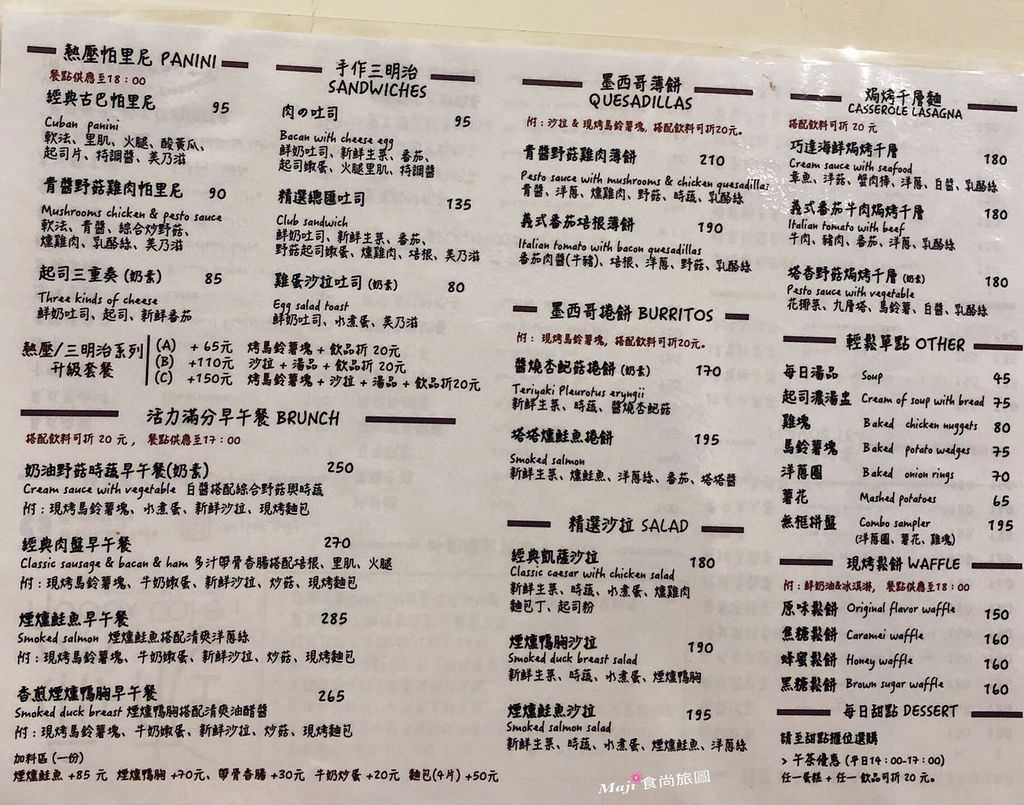 熱壓帕里尼 PANINI
餐點供應至18：00
經典古巴帕里尼 95
Cuban panini
軟法、里肌、火腿、酸黃瓜、
起司片、特調醬、美乃滋
青醬野菇雞肉帕里尼 90
Mushrooms chicken & pesto sauce
軟法、青醬、綜合炒野菇、
燻雞肉、乳酪絲、美乃滋
起司三重奏 (奶素) 85
Three kinds of cheese
鮮奶吐司、起司、新鮮番茄
手作三明治
SANDWICHES
肉の吐司 95
Bacan with cheese egg
鮮奶吐司、新鮮生菜、番茄、
起司嫩蛋、火腿里肌、特調醬
精選總匯吐司 135
Club sandwich
鮮奶吐司、新鮮生菜、番茄、
野菇起司嫩蛋、燻雞肉、培根、美乃滋
雞蛋沙拉吐司 (奶素) 80
Egg salad toast
鮮奶吐司、水煮蛋、美乃滋
熱壓/三明治系列
升級套餐
(A) + 65元 烤馬鈴薯塊 + 飲品折 20元
(B) +110元 沙拉 + 湯品 + 飲品折 20元
(C) +150元 烤馬鈴薯塊 + 沙拉 + 湯品 + 飲品折20元
活力滿分早午餐 BRUNCH
搭配飲料可折 20 元 ， 餐點供應至17：00
奶油野菇時蔬早午餐(奶素) 250
Cream sauce with vegetable 白醬搭配綜合野菇與時蔬
附：現烤馬鈴薯塊、水煮蛋、新鮮沙拉、現烤麵包
經典肉盤早午餐 270
Classic sausage & bacan & ham 多汁帶骨香腸搭配培根、里肌、火腿
附：現烤馬鈴薯塊、牛奶嫩蛋、新鮮沙拉、炒菇、現烤麵包
煙燻鮭魚早午餐 285
Smoked salmon 煙燻鮭魚搭配清爽洋蔥絲
附：現烤馬鈴薯塊、牛奶嫩蛋、新鮮沙拉、炒菇、現烤麵包
香煎煙燻鴨胸早午餐 265
Smoked duck breast 煙燻鴨胸搭配清爽油醋醬
附：現烤馬鈴薯塊、牛奶嫩蛋、新鮮沙拉、炒菇、現烤麵包
加料區 (一份)
煙燻鮭魚 +85 元 煙燻鴨胸 +70元、帶骨香腸 +30元 牛奶炒蛋 +20元 麵包(4片) +50元
墨西哥薄餅
QUESADILLAS
附：沙拉 & 現烤馬鈴薯塊，搭配飲料可折20元。
青醬野菇雞肉薄餅 210
Pesto sauce with mushrooms & chicken quesadillas
青醬、洋蔥、燻雞肉、野菇、時蔬、乳酪絲
義式番茄培根薄餅 190
Italian tomato with bacon quesadillas
番茄肉醬(牛豬)、培根、洋蔥、野菇、乳酪絲
墨西哥捲餅 BURRITOS
附： 現烤馬鈴薯塊，搭配飲料可折20元。
醬燒杏鮑菇捲餅 (奶素) 170
Teriyaki Pleurotus eryngii
新鮮生菜、時蔬、醬燒杏鮑菇
塔塔燻鮭魚捲餅 195
Smoked salmon
新鮮生菜、燻鮭魚、洋蔥絲、番茄、塔塔醬
精選沙拉 SALAD
經典凱薩沙拉 180
Classic caesar with chicken salad
新鮮生菜、時蔬、水煮蛋、燻雞肉
麵包丁、起司粉
煙燻鴨胸沙拉 190
Smoked duck breast salad
新鮮生菜、時蔬、水煮蛋、煙燻鴨胸
煙燻鮭魚沙拉 195
Smoked salmon salad
新鮮生菜、時蔬、水煮蛋、煙燻鮭魚、洋蔥絲
焗烤千層麵
CASSEROLE LASAGNA
搭配飲料可折 20 元
巧達海鮮焗烤千層 180
Cream sauce with seafood
章魚、洋菇、蟹肉棒、洋蔥、白醬、乳酪絲
義式番茄牛肉焗烤千層 180
Italian tomato with beef
牛肉、豬肉、番茄、洋蔥、乳酪絲
塔香野菇焗烤千層 (奶素) 180
Pesto sauce with vegetable
花椰菜、九層塔、馬鈴薯、白醬、乳酪絲
輕鬆單點 OTHER
每日湯品 Soup 45
起司濃湯盅 Cream of soup with bread 75
雞塊 Baked chicken nuggets 80
馬鈴薯塊 Baked potato wedges 75
洋蔥圈 Baked onion rings 70
薯花 Mashed potatoes 65
無框拼盤 Combo sampler 195
(洋蔥圈、薯花、雞塊)
現烤鬆餅 WAFFLE
附：鮮奶油&冰淇淋， 餐點供應至18：00
原味鬆餅 Original flavor waffle 150
焦糖鬆餅 Caramei waffle 160
蜂蜜鬆餅 Honey waffle 160
黑糖鬆餅 Brown sugar waffle 160
每日甜點 DESSERT
請至甜點櫃位選購
> 午茶優惠 (平日14：00-17：00)
任一蛋糕 + 任一 飲品可折 20 元。
Maji 食尚旅圖